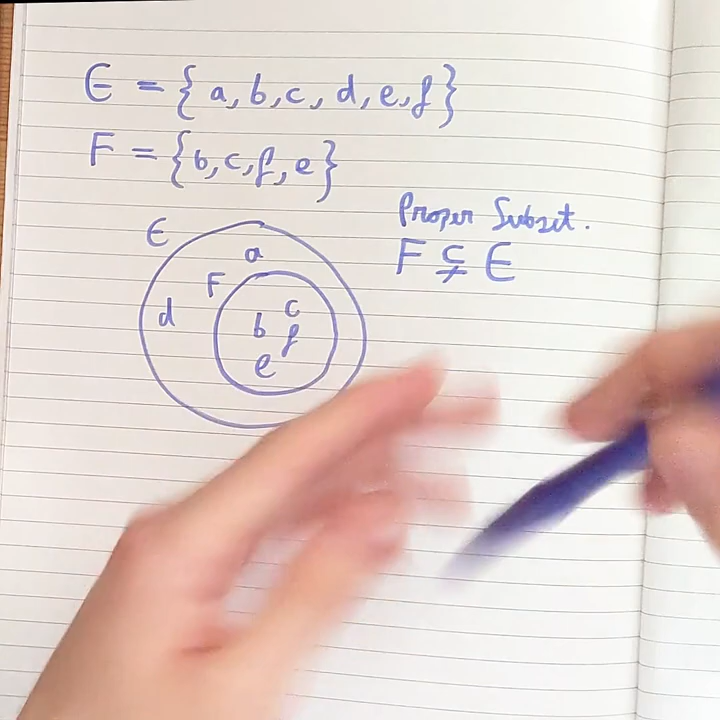 E = { a, b, c, d, e, f }
F = { b, c, f, e }
Proper Subset.
F ⊊ E
E
a
F
d
c
b f
e